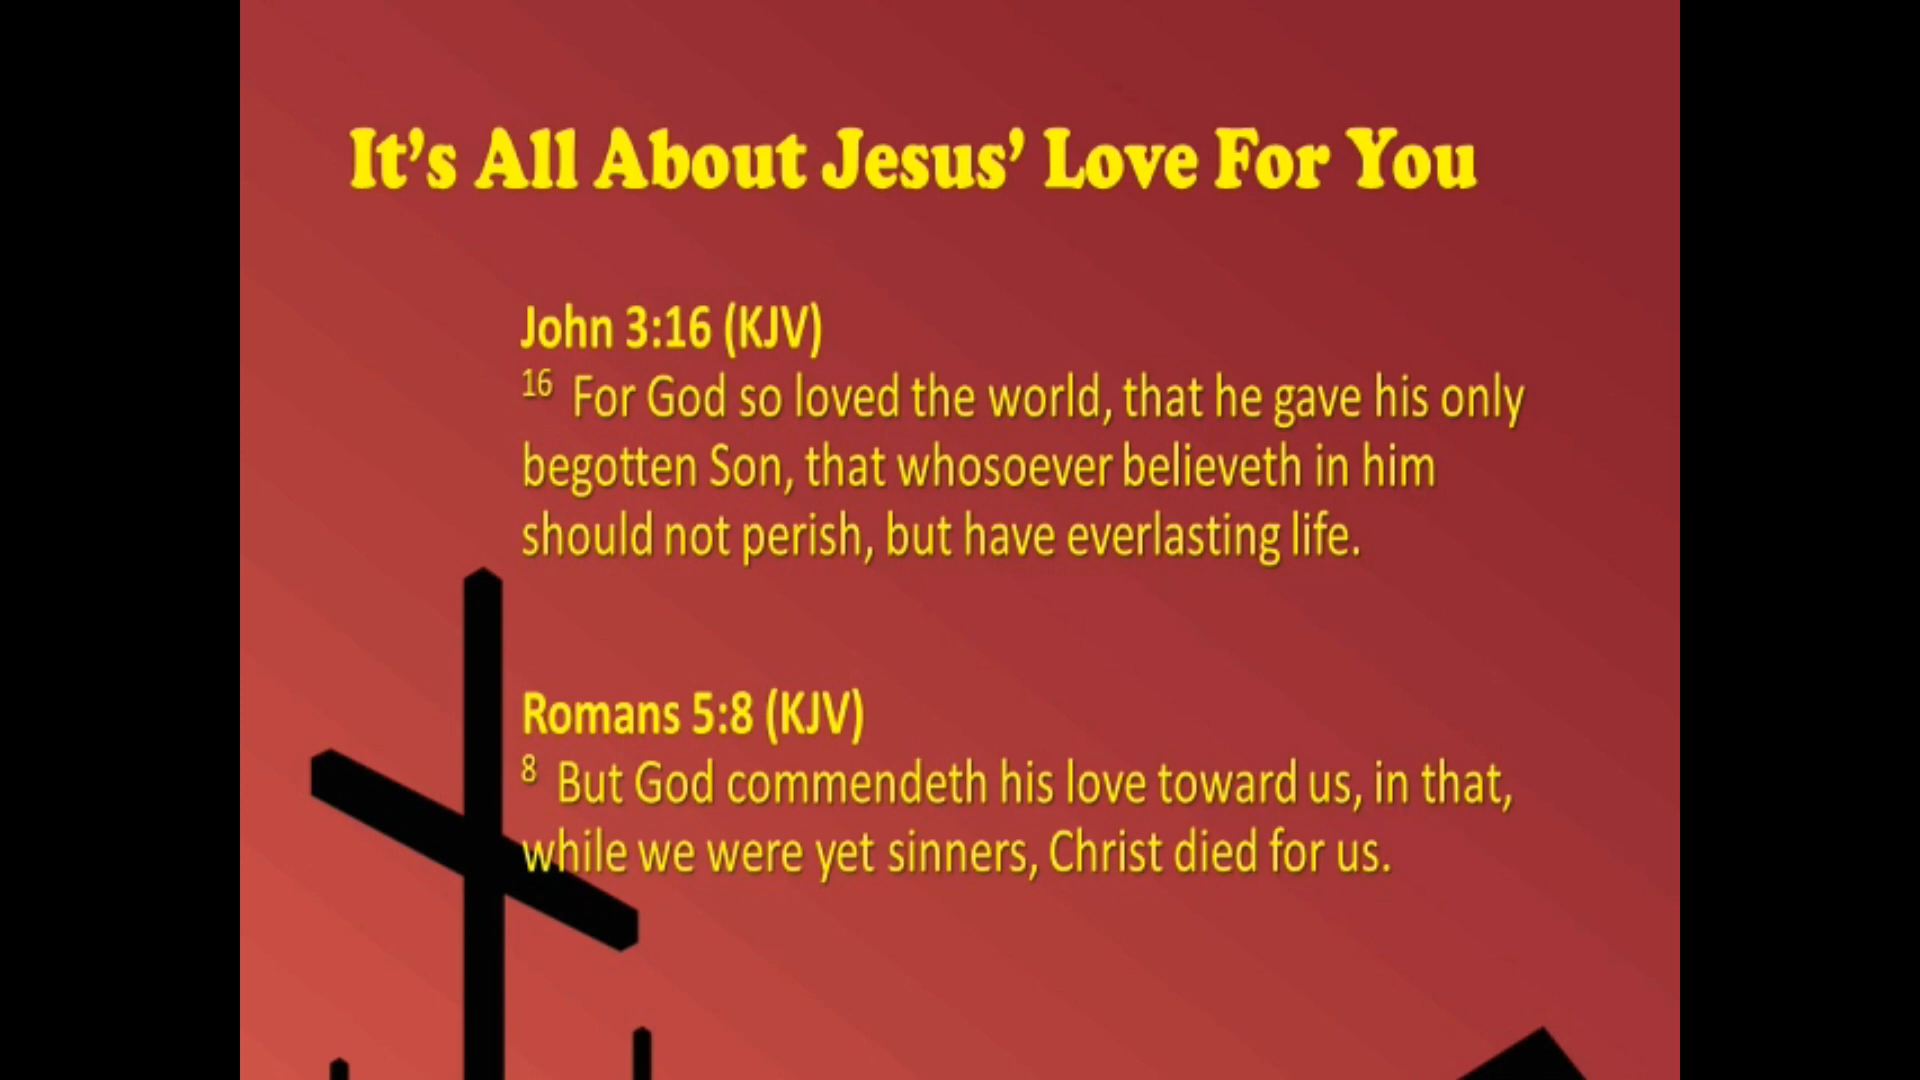 It’s All About Jesus’ Love For You
John 3:16 (KJV)
16 For God so loved the world, that he gave his only
begotten Son, that whosoever believeth in him
should not perish, but have everlasting life.
Romans 5:8 (KJV)
8 But God commendeth his love toward us, in that,
while we were yet sinners, Christ died for us.